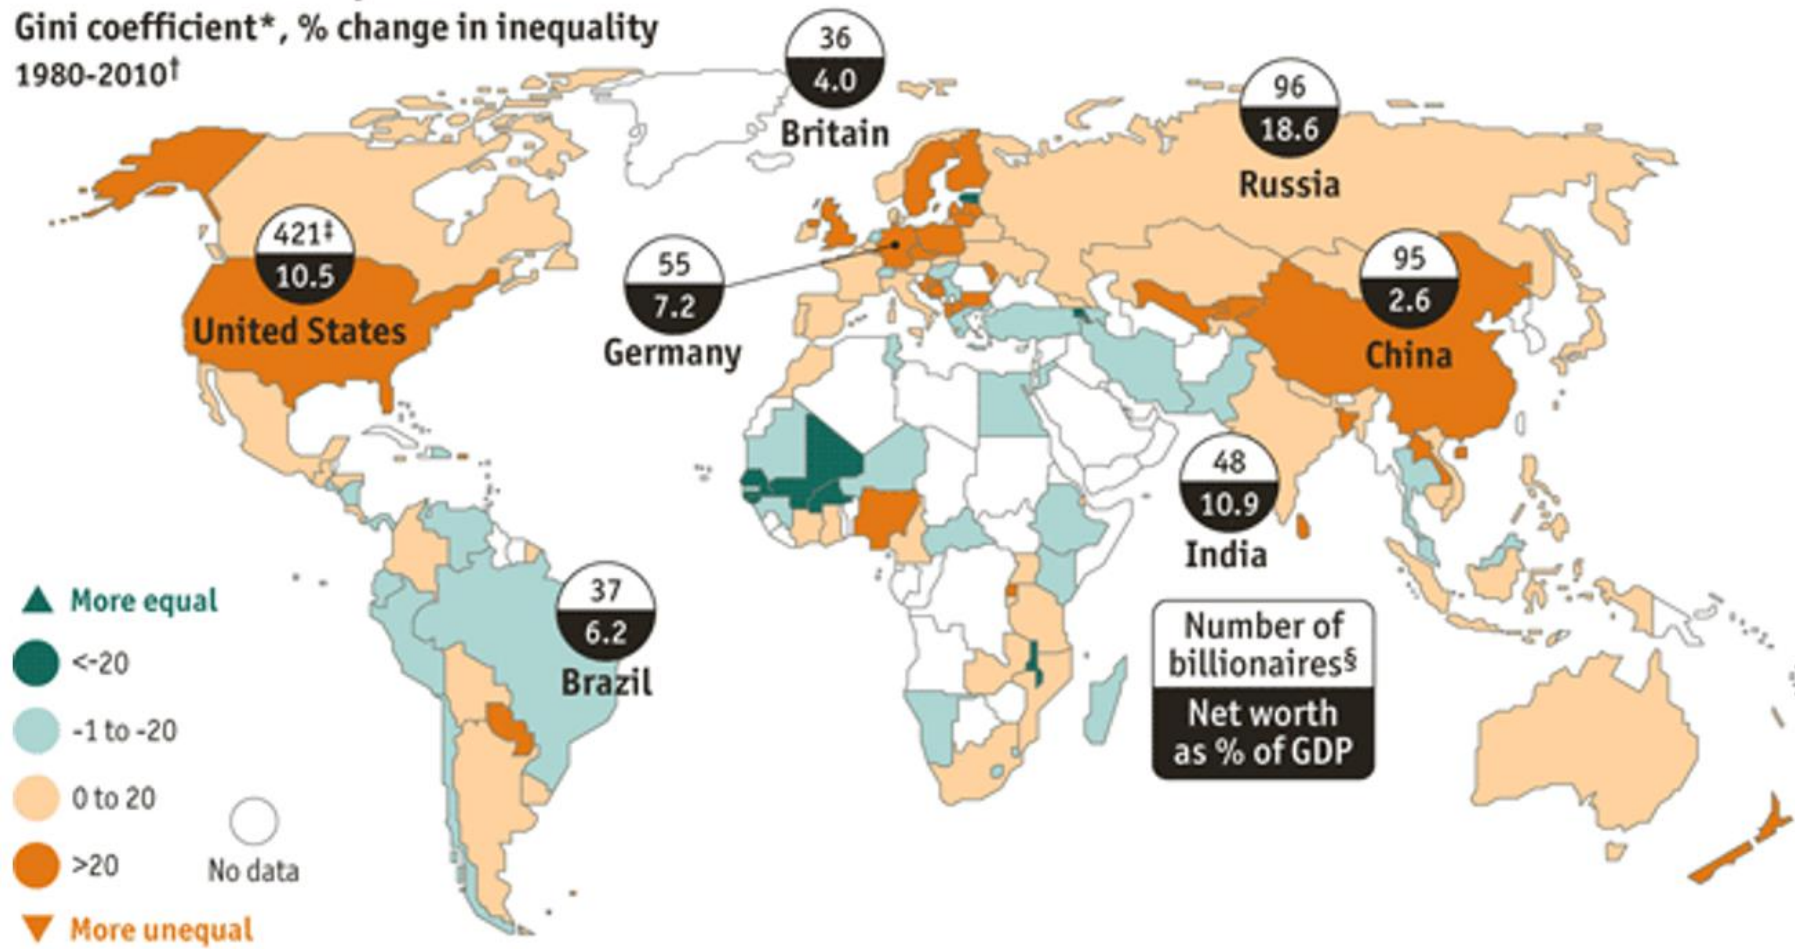 Gini coefficient*, % change in inequality
1980-2010†
36
4.0
Britain
96
18.6
Russia
421‡
10.5
United States
55
7.2
Germany
95
2.6
China
48
10.9
India
37
6.2
Brazil
More equal
<-20
-1 to -20
0 to 20
>20
More unequal
No data
Number of
billionaires§
Net worth
as % of GDP